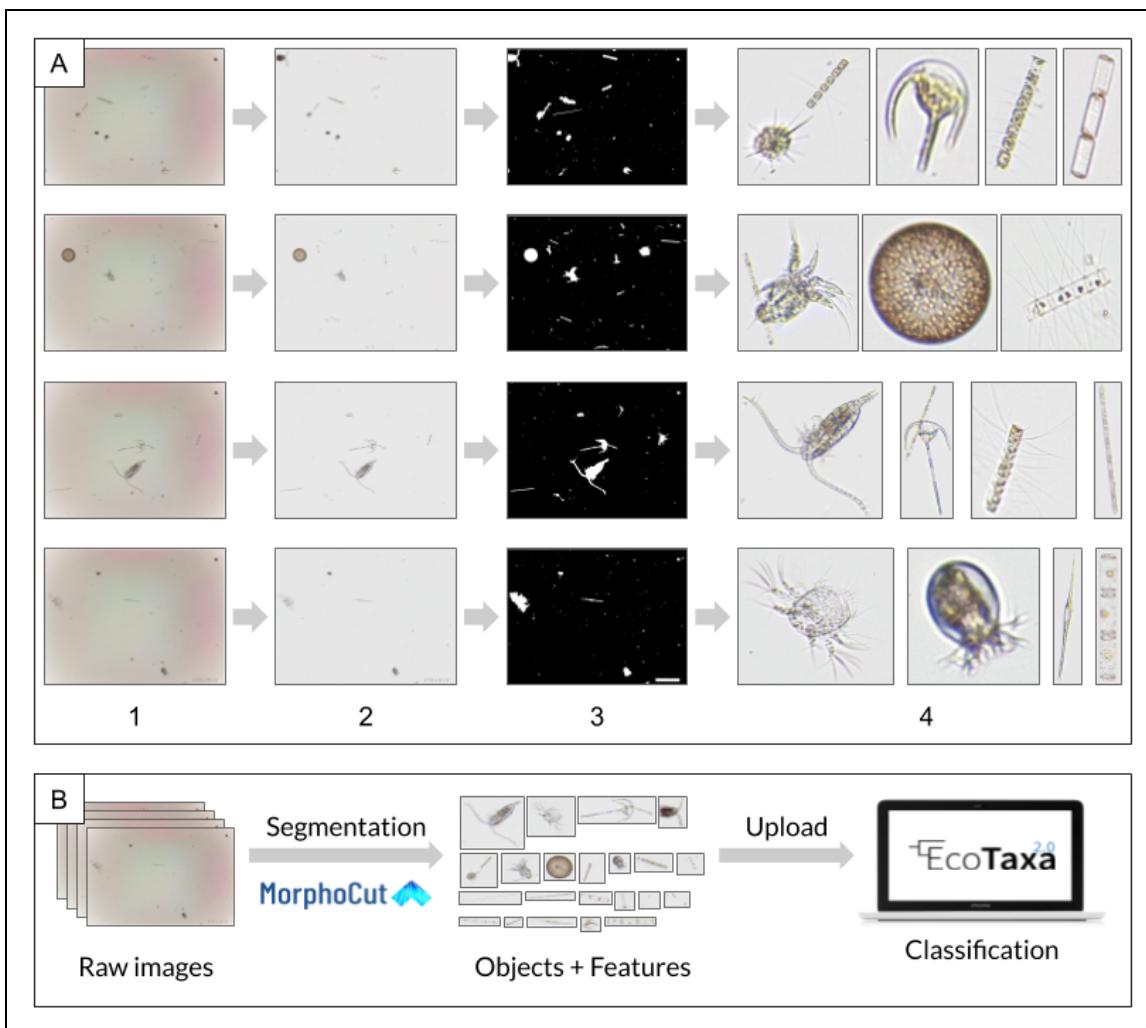 A
1 2 3 4
B
Segmentation
MorphoCut
Upload
EcoTaxa 2.0
Raw images
Objects + Features
Classification